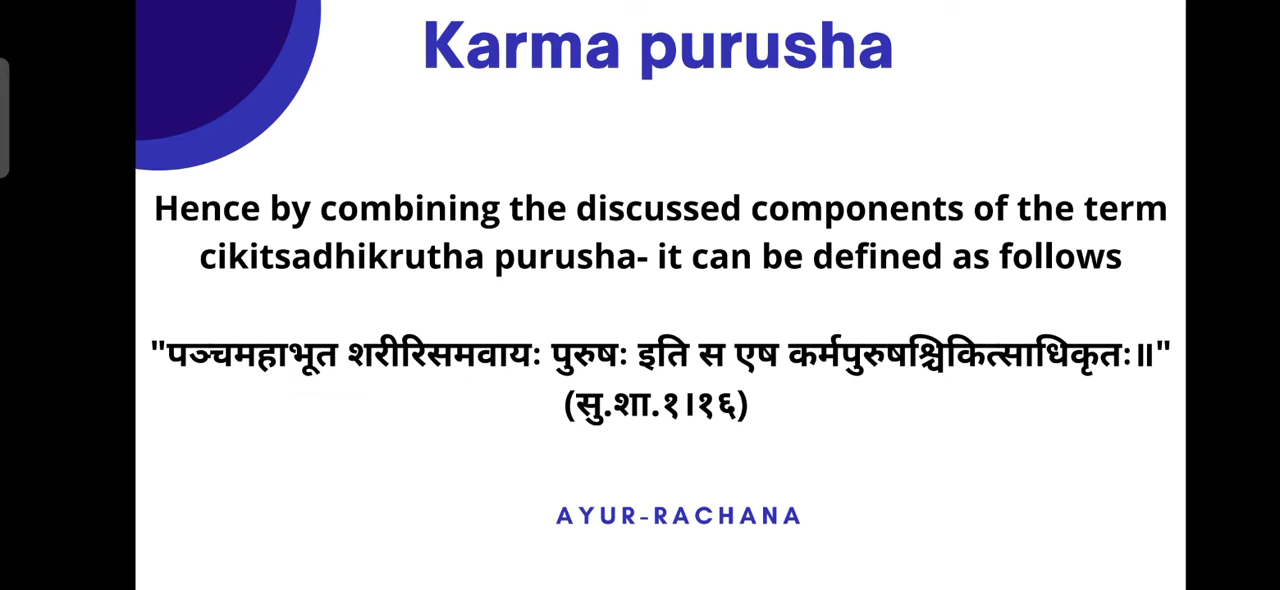 Karma purusha
Hence by combining the discussed components of the term
cikitsadhikrutha purusha- it can be defined as follows
"पञ्चमहाभूत शरीरिसमवायः पुरुषः इति स एष कर्मपुरुषश्चिकित्साधिकृतः॥"
(सु.शा.१।१६)
AYUR-RACHANA